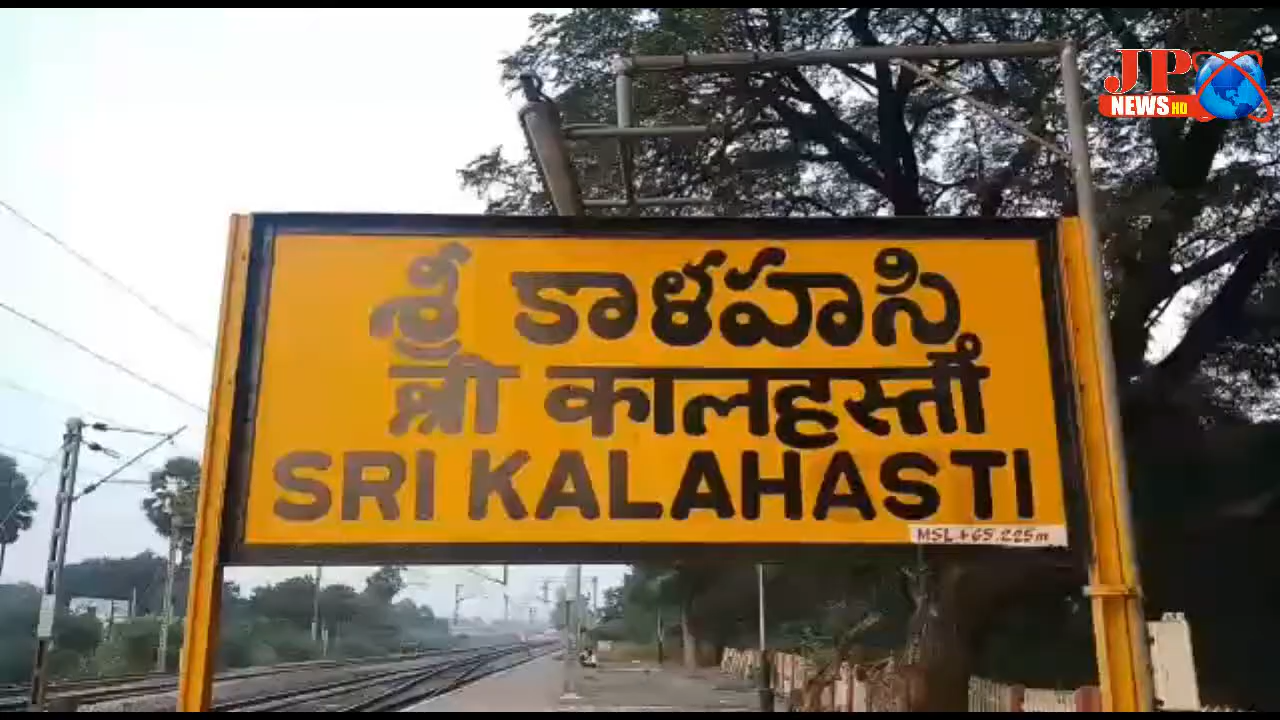 JP
NEWS HD
శ్రీ కాళహస్తి
श्री कालहस्ती
SRI KALAHASTI
MSL + 65.225m